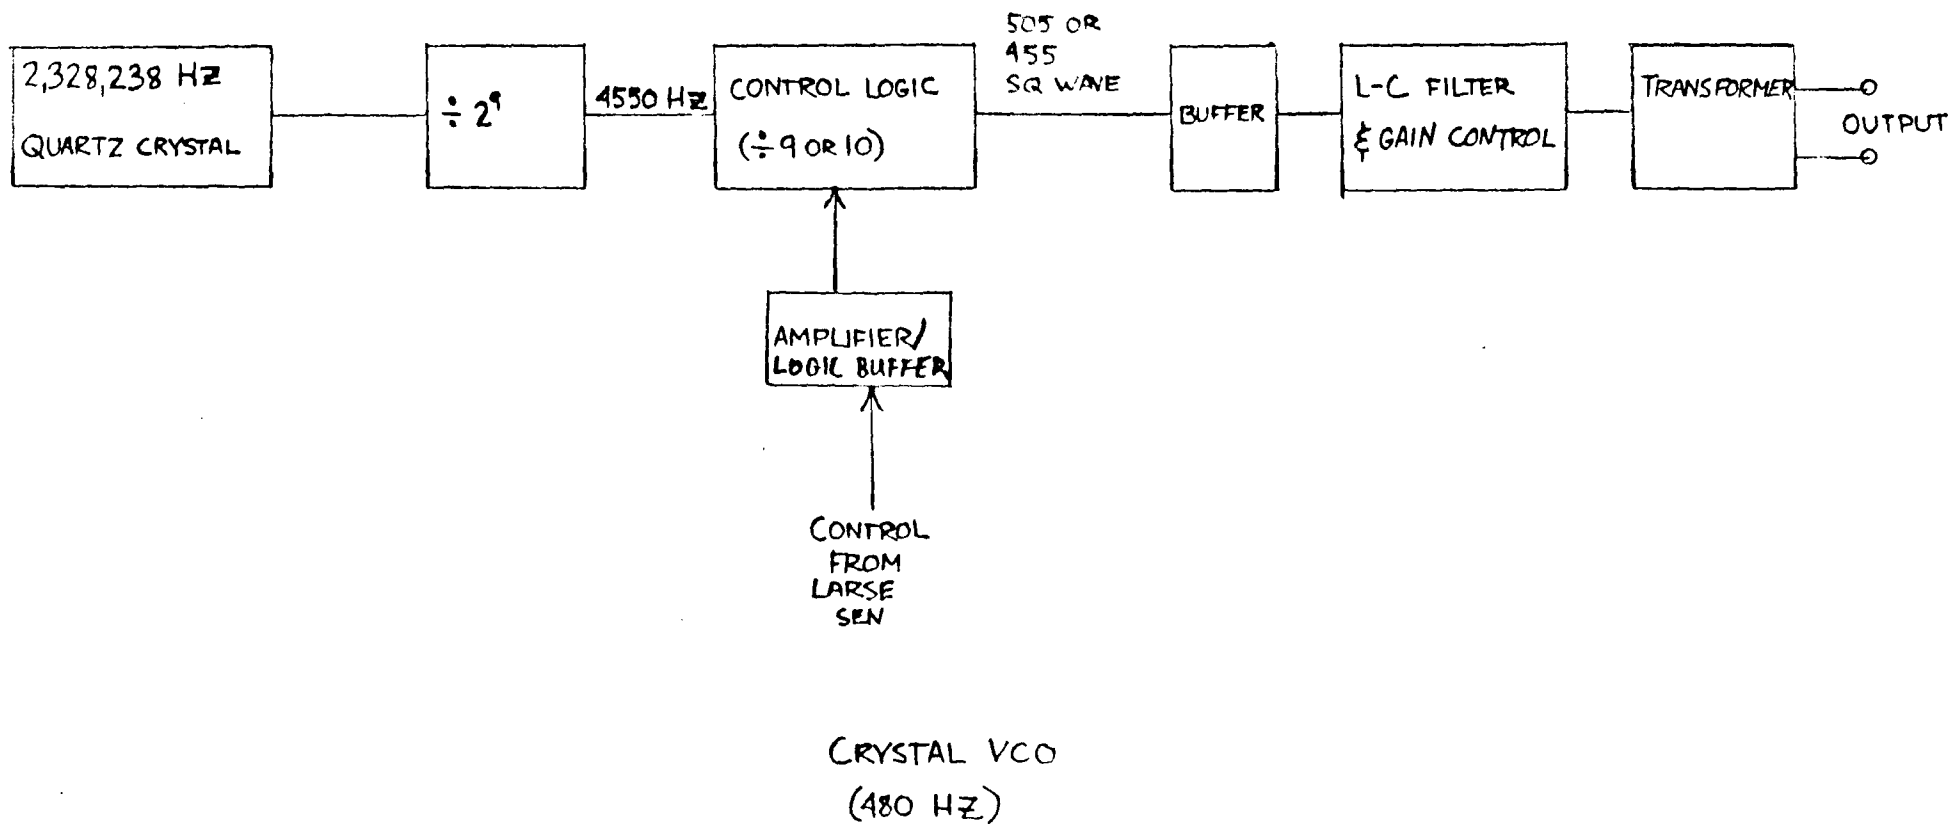 2,328,238 HZ
QUARTZ CRYSTAL
÷ 2⁹
4550 HZ
CONTROL LOGIC
(÷ 9 OR 10)
505 OR
455
SQ WAVE
BUFFER
L-C FILTER
& GAIN CONTROL
TRANSFORMER
OUTPUT
AMPLIFIER/
LOGIC BUFFER
CONTROL
FROM
LARSE
SEN
CRYSTAL VCO
(480 HZ)